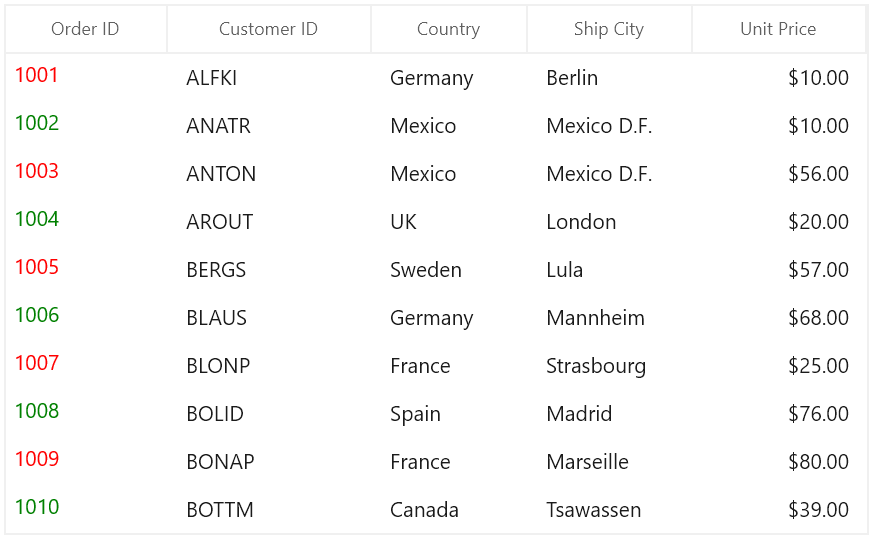 Order ID Customer ID Country Ship City Unit Price
1001 ALFKI Germany Berlin $10.00
1002 ANATR Mexico Mexico D.F. $10.00
1003 ANTON Mexico Mexico D.F. $56.00
1004 AROUT UK London $20.00
1005 BERGS Sweden Lula $57.00
1006 BLAUS Germany Mannheim $68.00
1007 BLONP France Strasbourg $25.00
1008 BOLID Spain Madrid $76.00
1009 BONAP France Marseille $80.00
1010 BOTTM Canada Tsawassen $39.00